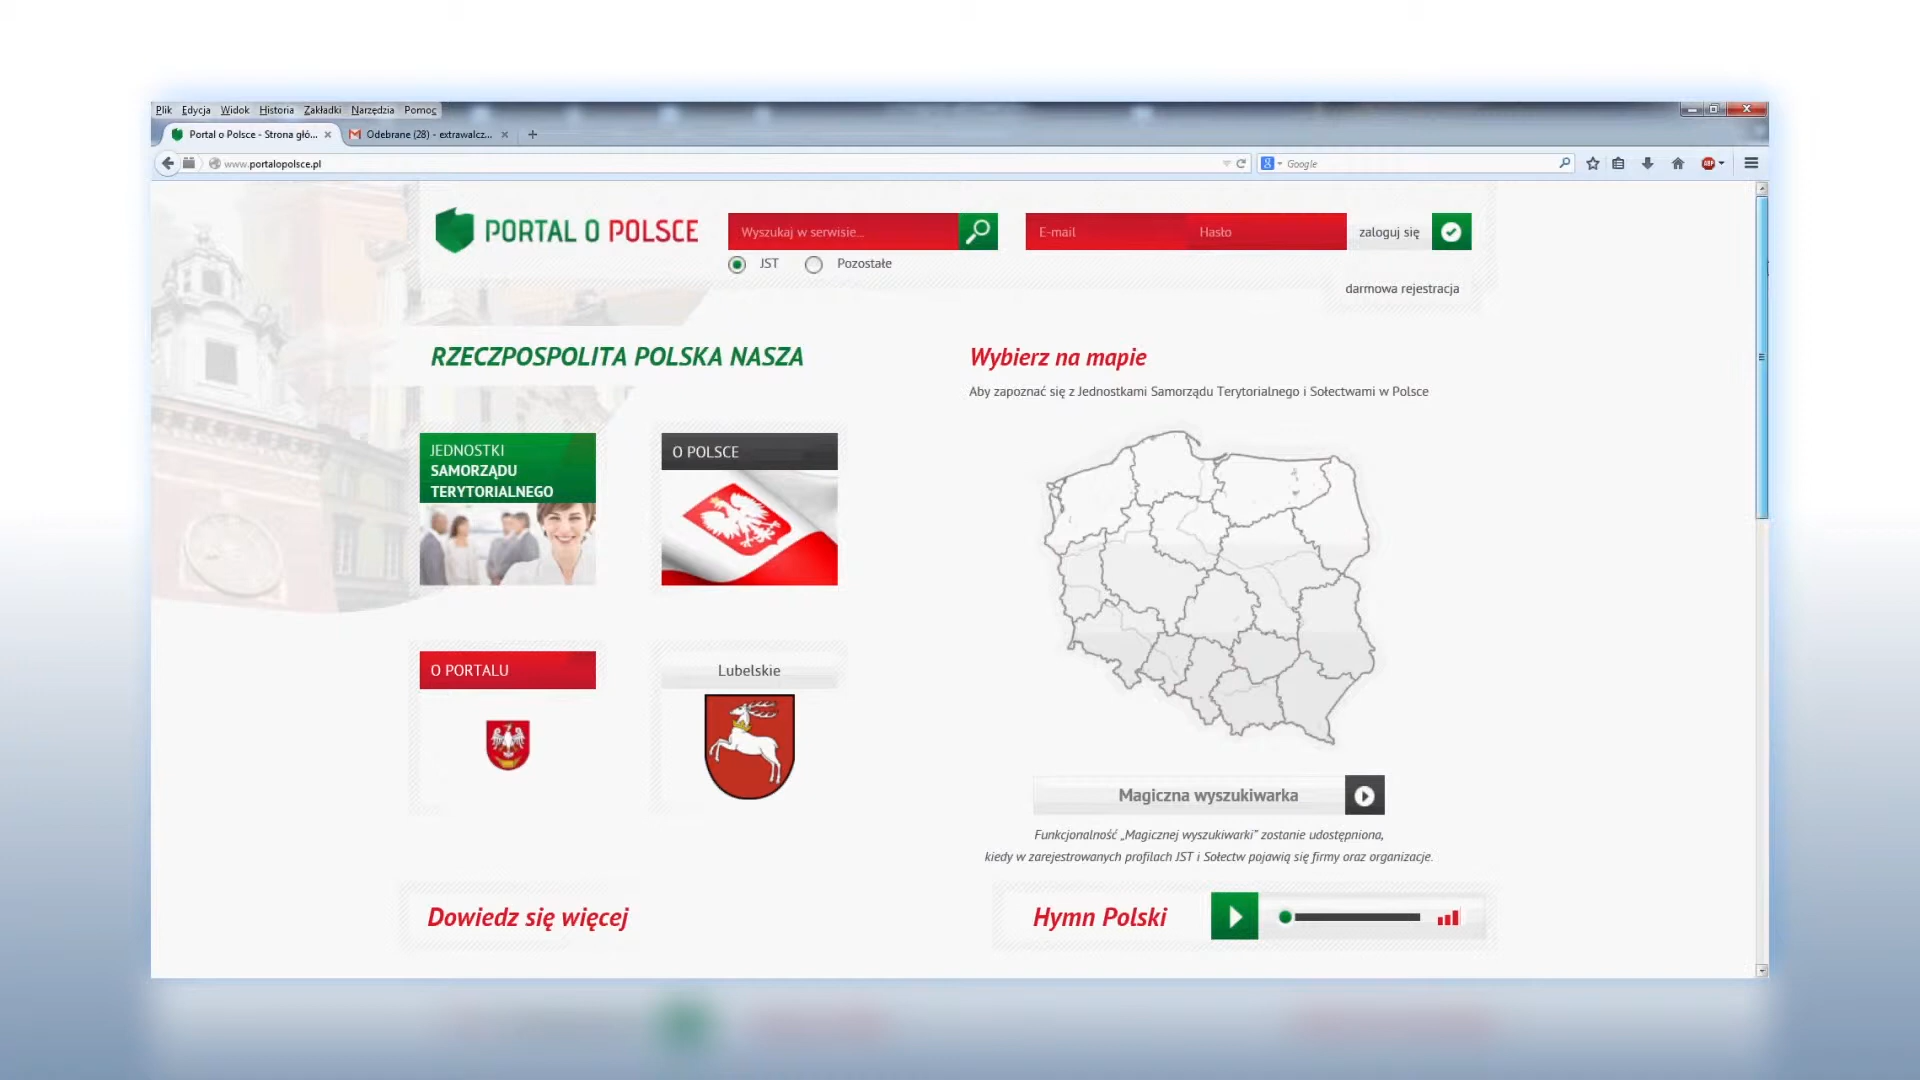 Plik Edycja Widok Historia Zakładki Narzędzia Pomoc
Portal o Polsce - Strona głó... Odebrane (28) - extrawalcz...
www.portalopolsce.pl
Google
PORTAL O POLSCE
Wyszukaj w serwisie...
E-mail
Hasło
zaloguj się
JST Pozostałe
darmowa rejestracja
RZECZPOSPOLITA POLSKA NASZA
Wybierz na mapie
Aby zapoznać się z Jednostkami Samorządu Terytorialnego i Sołectwami w Polsce
JEDNOSTKI
SAMORZĄDU
TERYTORIALNEGO
O POLSCE
O PORTALU
Lubelskie
Magiczna wyszukiwarka
Funkcjonalność „Magicznej wyszukiwarki” zostanie udostępniona,
kiedy w zarejestrowanych profilach JST i Sołectw pojawią się firmy oraz organizacje.
Dowiedz się więcej
Hymn Polski